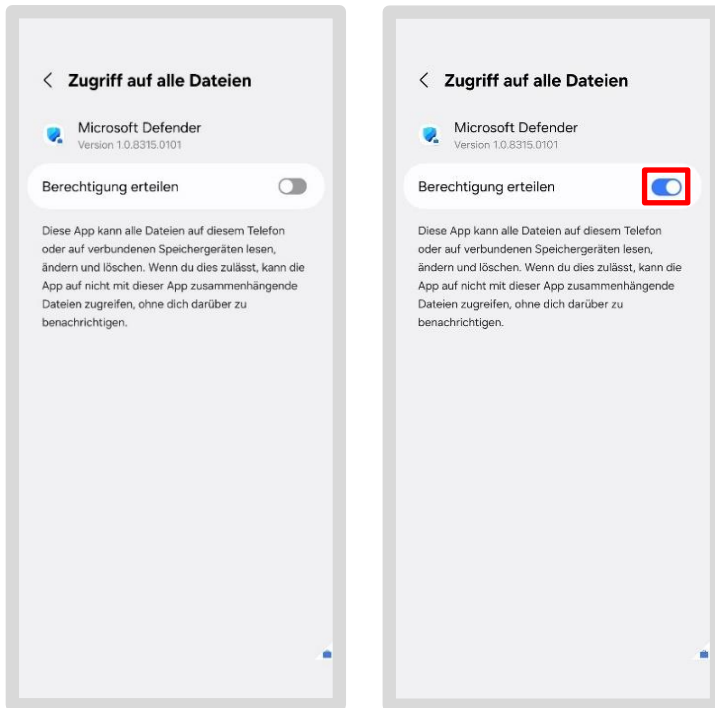 Zugriff auf alle Dateien
Microsoft Defender
Version 1.0.8315.0101
Berechtigung erteilen
Diese App kann alle Dateien auf diesem Telefon
oder auf verbundenen Speichergeräten lesen,
ändern und löschen. Wenn du dies zulässt, kann die
App auf nicht mit dieser App zusammenhängende
Dateien zugreifen, ohne dich darüber zu
benachrichtigen.
Zugriff auf alle Dateien
Microsoft Defender
Version 1.0.8315.0101
Berechtigung erteilen
Diese App kann alle Dateien auf diesem Telefon
oder auf verbundenen Speichergeräten lesen,
ändern und löschen. Wenn du dies zulässt, kann die
App auf nicht mit dieser App zusammenhängende
Dateien zugreifen, ohne dich darüber zu
benachrichtigen.